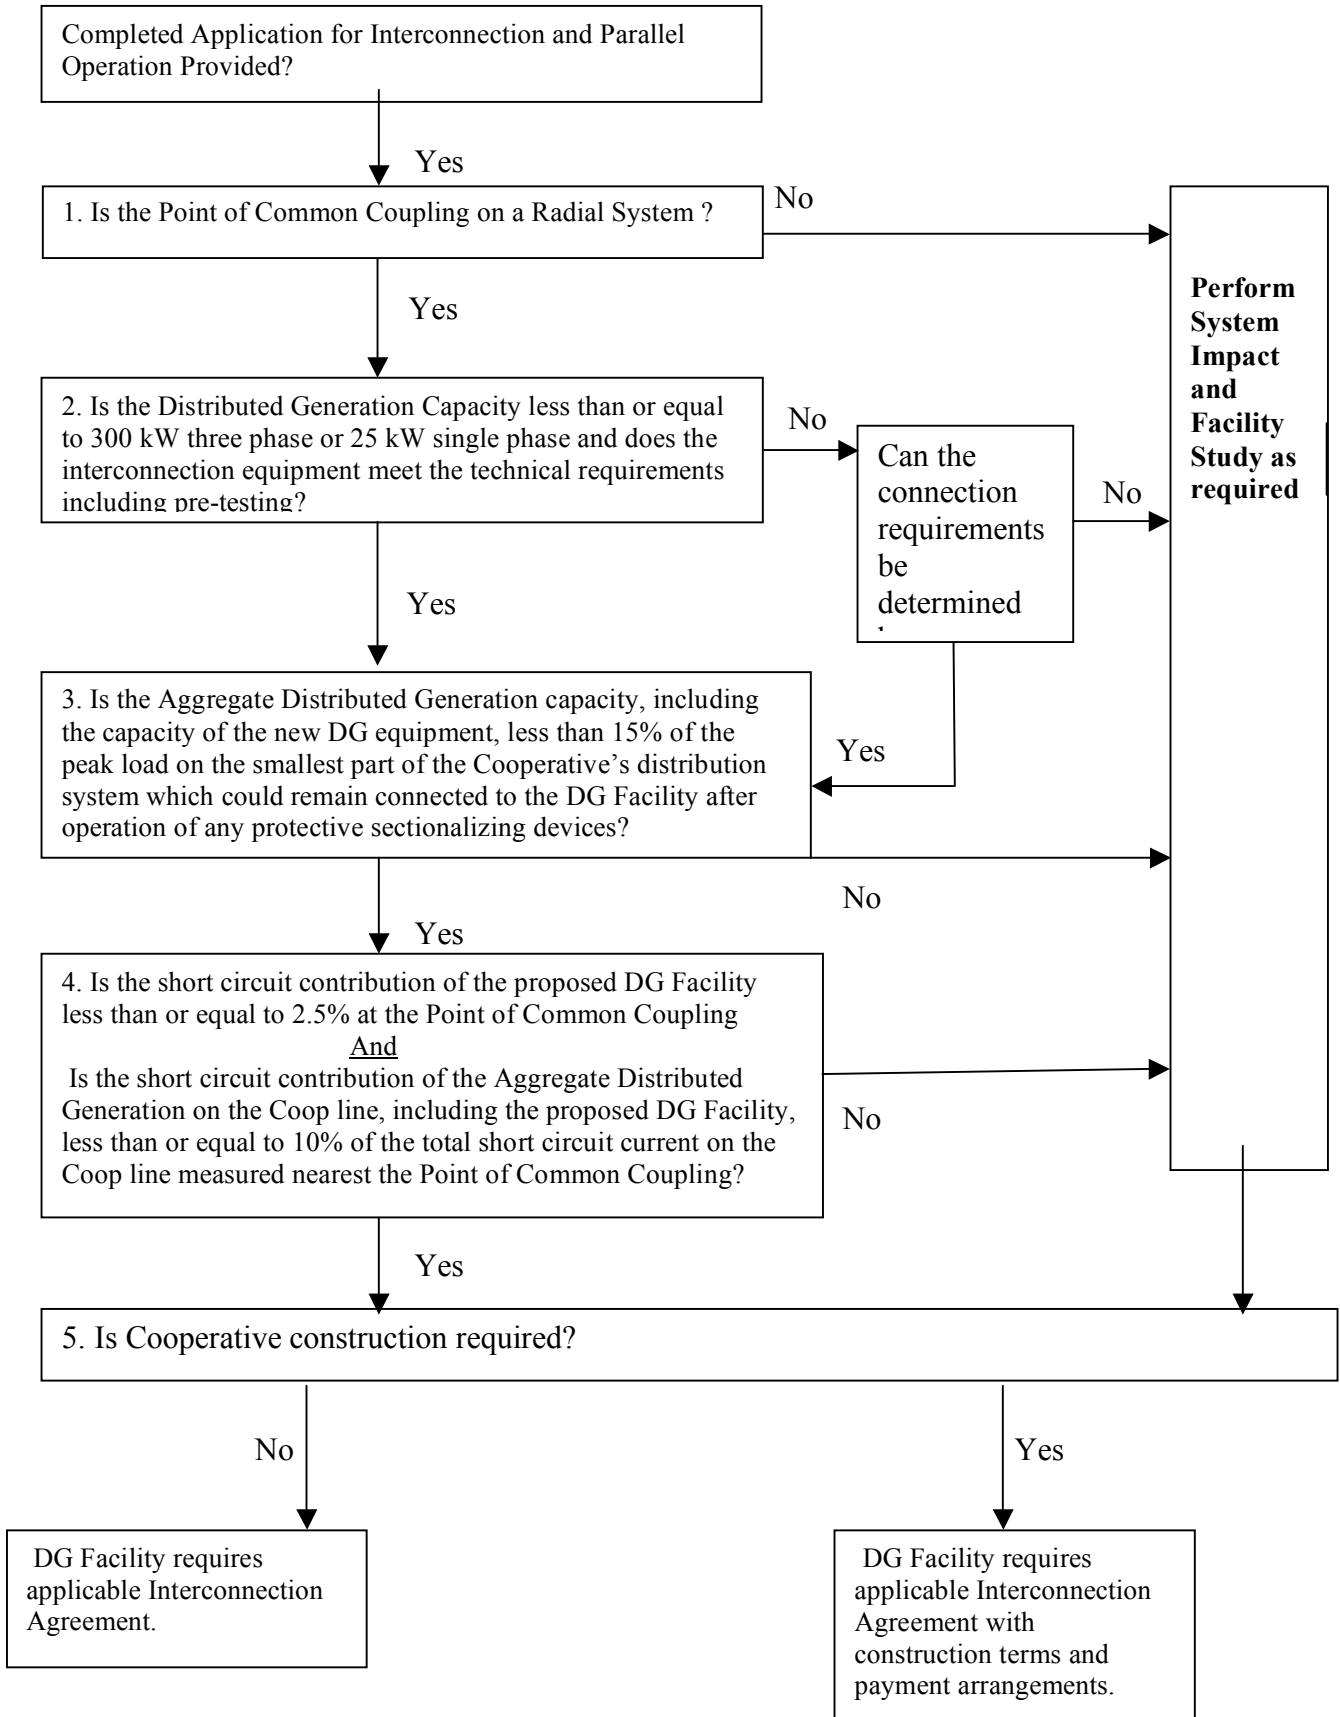 Completed Application for Interconnection and Parallel
Operation Provided?
Yes
1. Is the Point of Common Coupling on a Radial System ?
No
Yes
2. Is the Distributed Generation Capacity less than or equal
to 300 kW three phase or 25 kW single phase and does the
interconnection equipment meet the technical requirements
including pre-testing?
No
Can the
connection
requirements
be
determined
No
Perform
System
Impact
and
Facility
Study as
required
Yes
3. Is the Aggregate Distributed Generation capacity, including
the capacity of the new DG equipment, less than 15% of the
peak load on the smallest part of the Cooperative’s distribution
system which could remain connected to the DG Facility after
operation of any protective sectionalizing devices?
Yes
No
Yes
4. Is the short circuit contribution of the proposed DG Facility
less than or equal to 2.5% at the Point of Common Coupling
And
Is the short circuit contribution of the Aggregate Distributed
Generation on the Coop line, including the proposed DG Facility,
less than or equal to 10% of the total short circuit current on the
Coop line measured nearest the Point of Common Coupling?
No
Yes
5. Is Cooperative construction required?
No
Yes
DG Facility requires
applicable Interconnection
Agreement.
DG Facility requires
applicable Interconnection
Agreement with
construction terms and
payment arrangements.